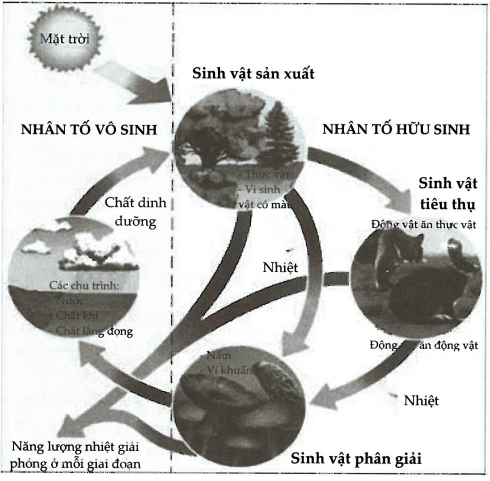 Mặt trời
Sinh vật sản xuất
NHÂN TỐ VÔ SINH
NHÂN TỐ HỮU SINH
- Thực vật
- Vi sinh
vật có màu
Sinh vật
tiêu thụ
Chất dinh
dưỡng
Động vật ăn thực vật
Nhiệt
Các chu trình:
- Nước
- Chất khí
- Chất lắng đọng
Động vật ăn động vật
- Nấm
- Vi khuẩn
Nhiệt
Năng lượng nhiệt giải
phóng ở mỗi giai đoạn
Sinh vật phân giải